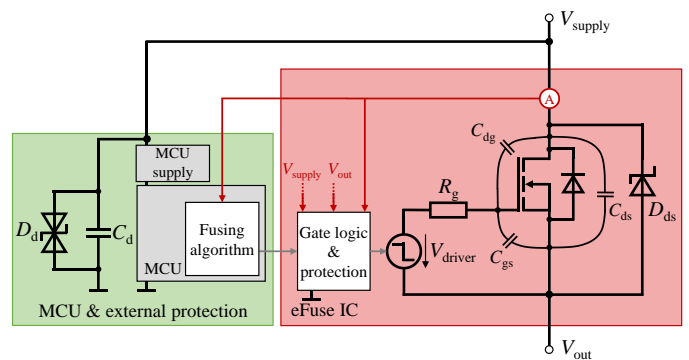 V_supply
A
C_dg
MCU
supply
V_supply V_out
R_g
D_d
C_d
Fusing
algorithm
MCU
Gate logic
&
protection
V_driver
C_gs
C_ds
D_ds
MCU & external protection
eFuse IC
V_out